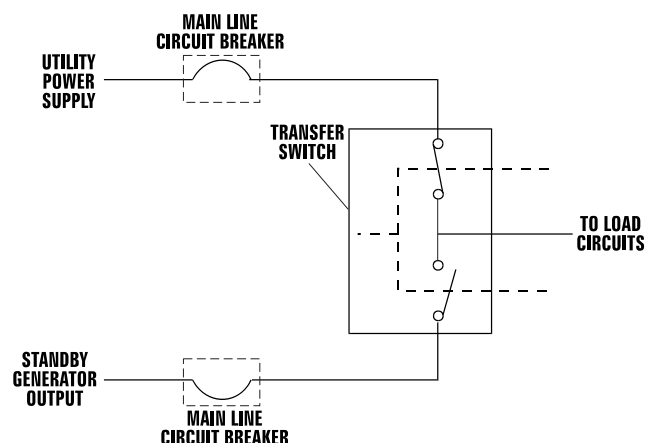 MAIN LINE
CIRCUIT BREAKER
UTILITY
POWER
SUPPLY
TRANSFER
SWITCH
TO LOAD
CIRCUITS
STANDBY
GENERATOR
OUTPUT
MAIN LINE
CIRCUIT BREAKER